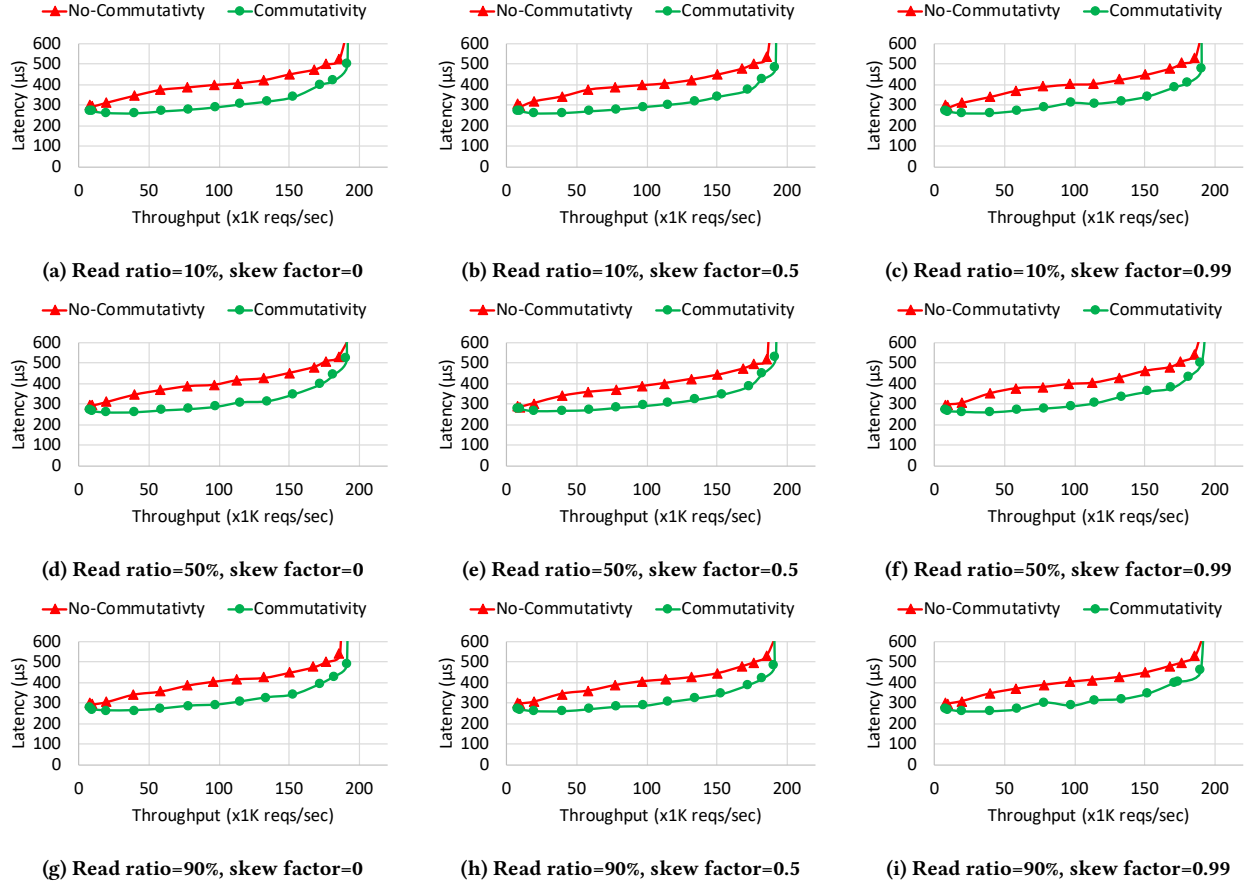 No-Commutativty Commutativity No-Commutativty Commutativity No-Commutativty Commutativity
600 600 600
500 500 500
400 400 400
300 300 300
200 200 200
100 100 100
0 0 0
Latency (µs) Latency (µs) Latency (µs)
0 50 100 150 200 0 50 100 150 200 0 50 100 150 200
Throughput (x1K reqs/sec) Throughput (x1K reqs/sec) Throughput (x1K reqs/sec)
(a) Read ratio=10%, skew factor=0 (b) Read ratio=10%, skew factor=0.5 (c) Read ratio=10%, skew factor=0.99
No-Commutativty Commutativity No-Commutativty Commutativity No-Commutativty Commutativity
600 600 600
500 500 500
400 400 400
300 300 300
200 200 200
100 100 100
0 0 0
Latency (µs) Latency (µs) Latency (µs)
0 50 100 150 200 0 50 100 150 200 0 50 100 150 200
Throughput (x1K reqs/sec) Throughput (x1K reqs/sec) Throughput (x1K reqs/sec)
(d) Read ratio=50%, skew factor=0 (e) Read ratio=50%, skew factor=0.5 (f) Read ratio=50%, skew factor=0.99
No-Commutativty Commutativity No-Commutativty Commutativity No-Commutativty Commutativity
600 600 600
500 500 500
400 400 400
300 300 300
200 200 200
100 100 100
0 0 0
Latency (µs) Latency (µs) Latency (µs)
0 50 100 150 200 0 50 100 150 200 0 50 100 150 200
Throughput (x1K reqs/sec) Throughput (x1K reqs/sec) Throughput (x1K reqs/sec)
(g) Read ratio=90%, skew factor=0 (h) Read ratio=90%, skew factor=0.5 (i) Read ratio=90%, skew factor=0.99